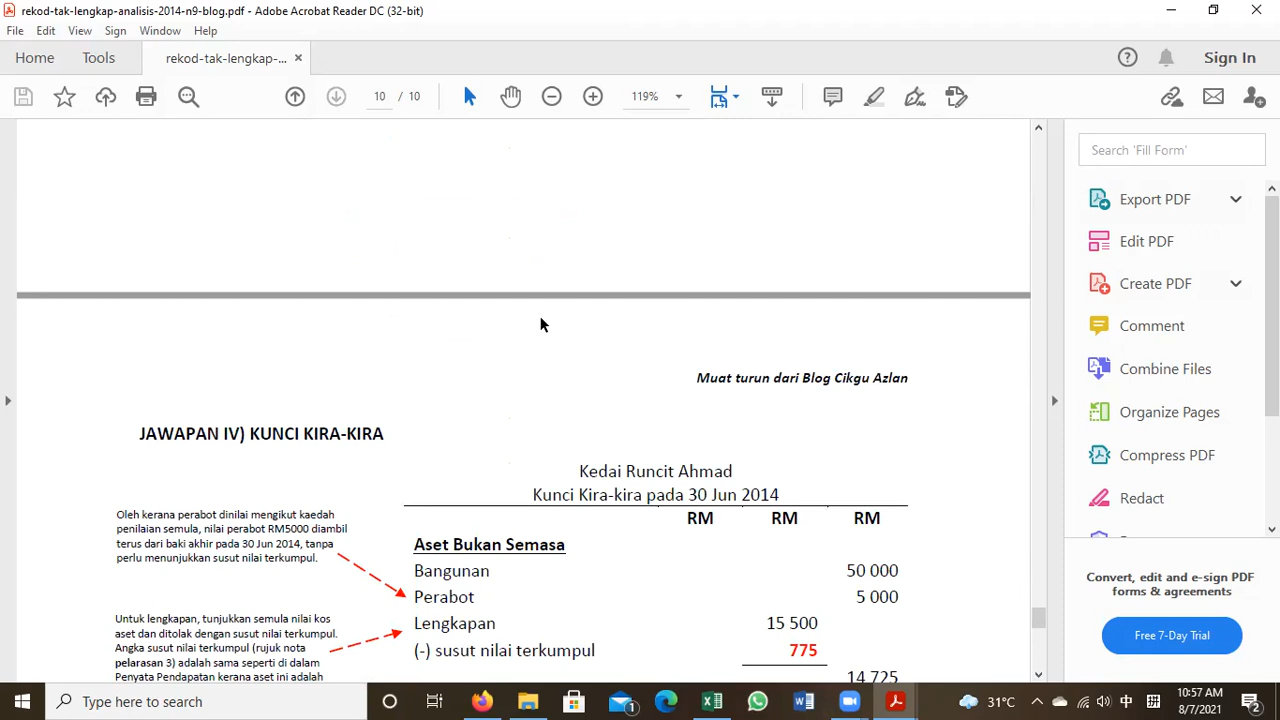 rekod-tak-lengkap-analisis-2014-n9-blog.pdf - Adobe Acrobat Reader DC (32-bit)
File Edit View Sign Window Help
Home Tools rekod-tak-lengkap-... × Sign In
10 / 10 119%
Search 'Fill Form'
Export PDF
Edit PDF
Create PDF
Comment
Combine Files
Organize Pages
Compress PDF
Redact
Convert, edit and e-sign PDF
forms & agreements
Free 7-Day Trial
Muat turun dari Blog Cikgu Azlan
JAWAPAN IV) KUNCI KIRA-KIRA
Kedai Runcit Ahmad
Kunci Kira-kira pada 30 Jun 2014
RM RM RM
Oleh kerana perabot dinilai mengikut kaedah
penilaian semula, nilai perabot RM5000 diambil
terus dari baki akhir pada 30 Jun 2014, tanpa
perlu menunjukkan susut nilai terkumpul.
Aset Bukan Semasa
Bangunan 50 000
Perabot 5 000
Lengkapan 15 500
(-) susut nilai terkumpul 775
14 725
Untuk lengkapan, tunjukkan semula nilai kos
aset dan ditolak dengan susut nilai terkumpul.
Angka susut nilai terkumpul (rujuk nota
pelarasan 3) adalah sama seperti di dalam
Penyata Pendapatan kerana aset ini adalah
Type here to search
1
31°C
中
拼
10:57 AM
8/7/2021
2